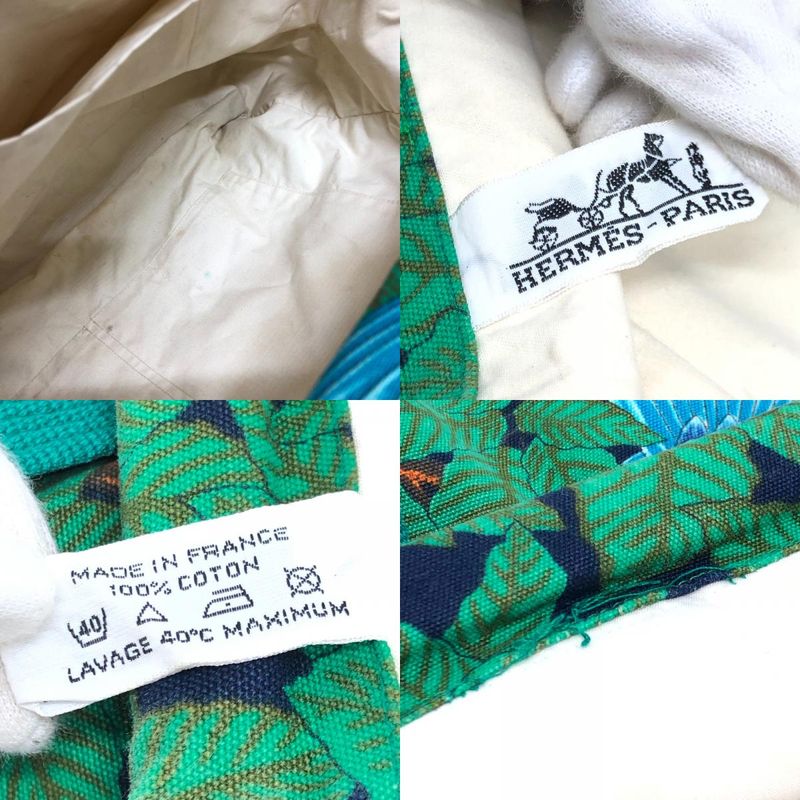 HERMÈS-PARIS
MADE IN FRANCE
100% COTON
40
LAVAGE 40°C MAXIMUM